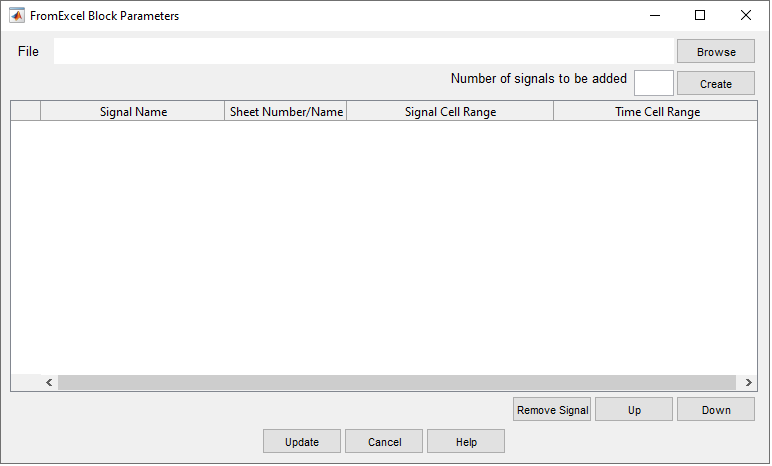 FromExcel Block Parameters
File Browse
Number of signals to be added Create
Signal Name Sheet Number/Name Signal Cell Range Time Cell Range
Remove Signal Up Down
Update Cancel Help